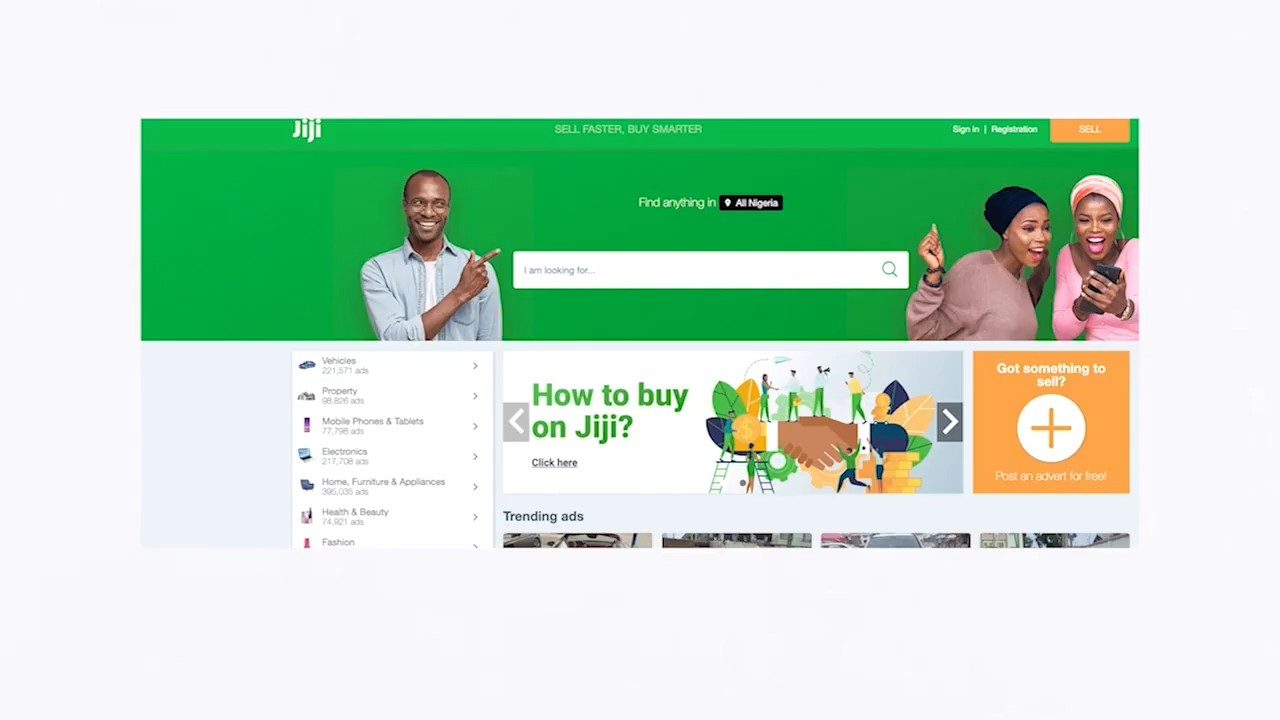 Jiji
SELL FASTER, BUY SMARTER
Sign in | Registration
SELL
Find anything in All Nigeria
I am looking for...
Vehicles
221,571 ads
Property
98,826 ads
Mobile Phones & Tablets
77,798 ads
Electronics
217,708 ads
Home, Furniture & Appliances
395,035 ads
Health & Beauty
74,921 ads
Fashion
How to buy
on Jiji?
Click here
Got something to
sell?
Post an advert for free!
Trending ads